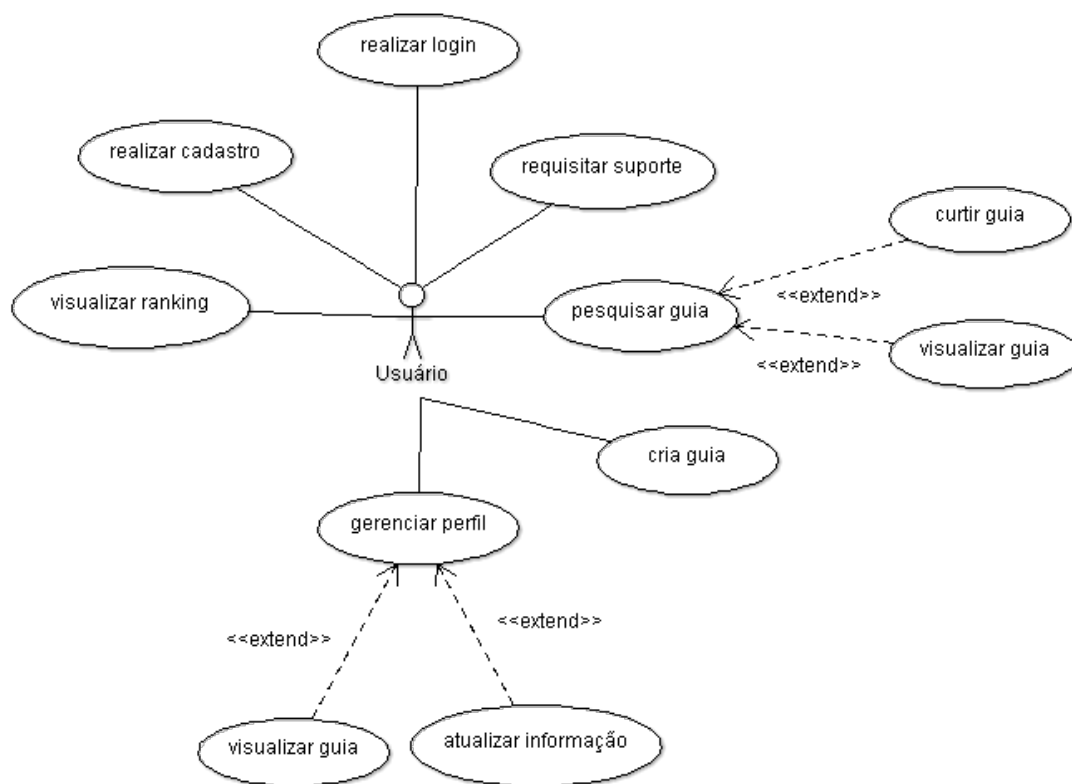 realizar login
realizar cadastro
requisitar suporte
curtir guia
visualizar ranking
pesquisar guia
<<extend>>
visualizar guia
<<extend>>
Usuário
cria guia
gerenciar perfil
<<extend>>
<<extend>>
visualizar guia
atualizar informação